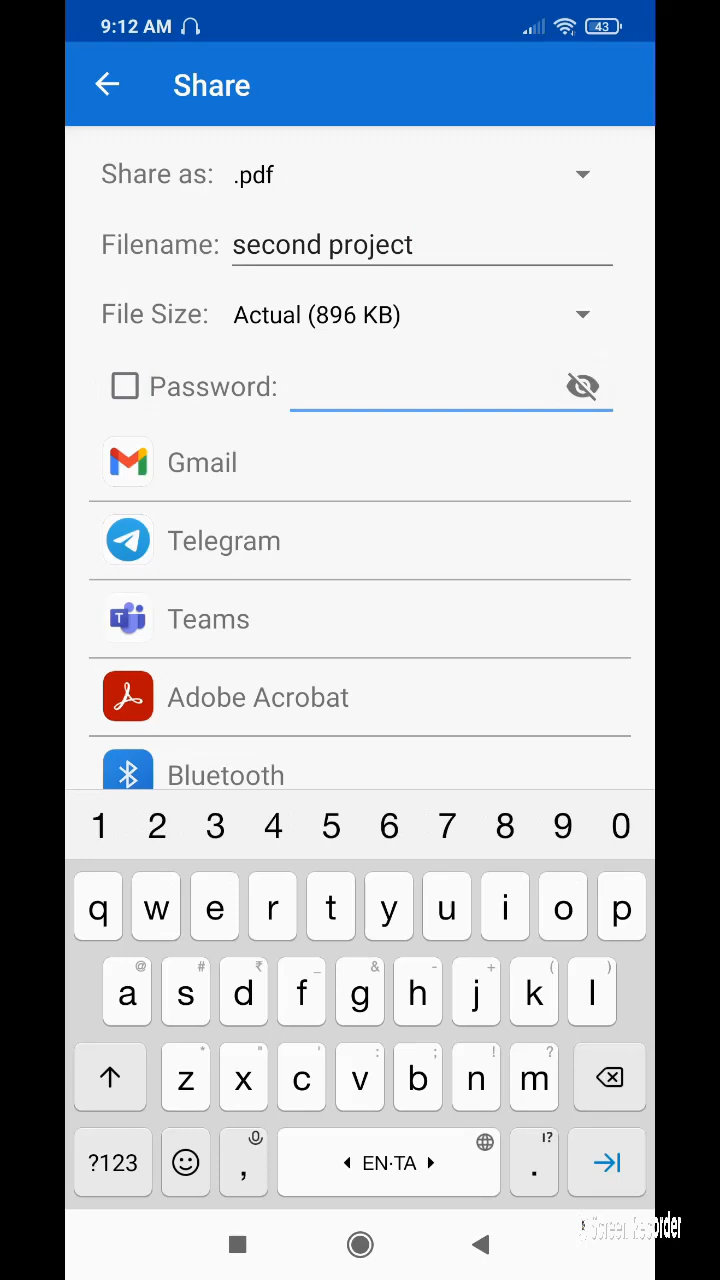 9:12 AM 43
Share
Share as: .pdf
Filename: second project
File Size: Actual (896 KB)
Password:
Gmail
Telegram
T Teams
Adobe Acrobat
Bluetooth
1 2 3 4 5 6 7 8 9 0
q w e r t y u i o p
@ # ₹ _ & - + ( )
a s d f g h j k l
* " ' : ; ! ?
z x c v b n m
!?
?123 , EN·TA .
Screen Recorder